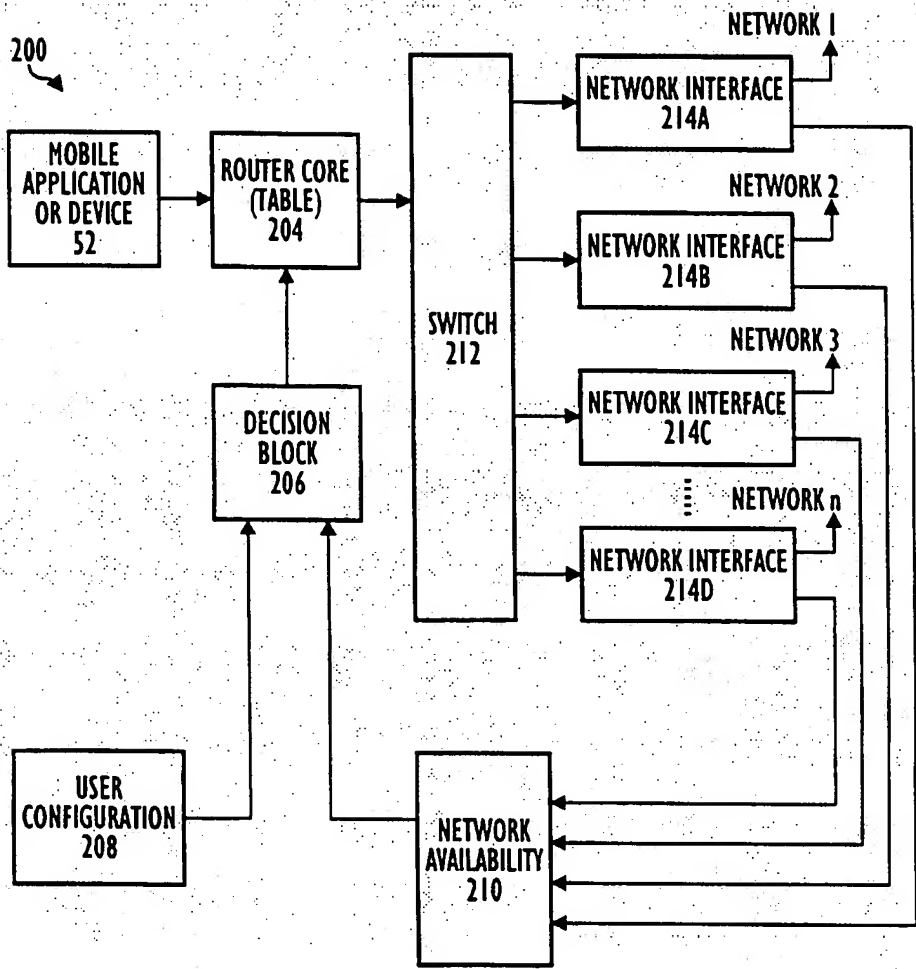 200
MOBILE
APPLICATION
OR DEVICE
52
ROUTER CORE
(TABLE)
204
DECISION
BLOCK
206
USER
CONFIGURATION
208
SWITCH
212
NETWORK 1
NETWORK INTERFACE
214A
NETWORK 2
NETWORK INTERFACE
214B
NETWORK 3
NETWORK INTERFACE
214C
NETWORK n
NETWORK INTERFACE
214D
NETWORK
AVAILABILITY
210